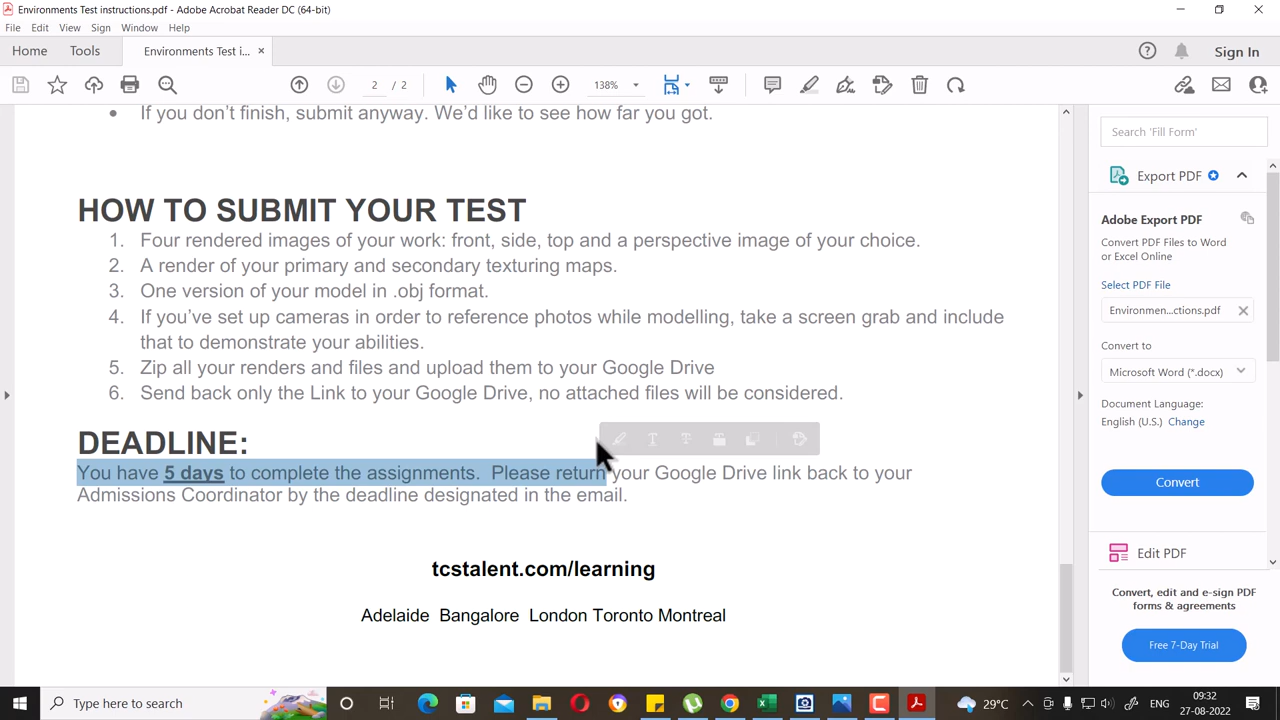 Environments Test instructions.pdf - Adobe Acrobat Reader DC (64-bit)
File Edit View Sign Window Help
Home Tools Environments Test i... ×
2 / 2 138% Sign In
• If you don't finish, submit anyway. We'd like to see how far you got.
HOW TO SUBMIT YOUR TEST
1. Four rendered images of your work: front, side, top and a perspective image of your choice.
2. A render of your primary and secondary texturing maps.
3. One version of your model in .obj format.
4. If you've set up cameras in order to reference photos while modelling, take a screen grab and include
that to demonstrate your abilities.
5. Zip all your renders and files and upload them to your Google Drive
6. Send back only the Link to your Google Drive, no attached files will be considered.
DEADLINE:
You have 5 days to complete the assignments. Please return your Google Drive link back to your
Admissions Coordinator by the deadline designated in the email.
tcstalent.com/learning
Adelaide Bangalore London Toronto Montreal
Search 'Fill Form'
Export PDF
Adobe Export PDF
Convert PDF Files to Word
or Excel Online
Select PDF File
Environmen...ctions.pdf
Convert to
Microsoft Word (*.docx)
Document Language:
English (U.S.) Change
Convert
Edit PDF
Convert, edit and e-sign PDF
forms & agreements
Free 7-Day Trial
Type here to search
29°C
ENG
09:32
27-08-2022